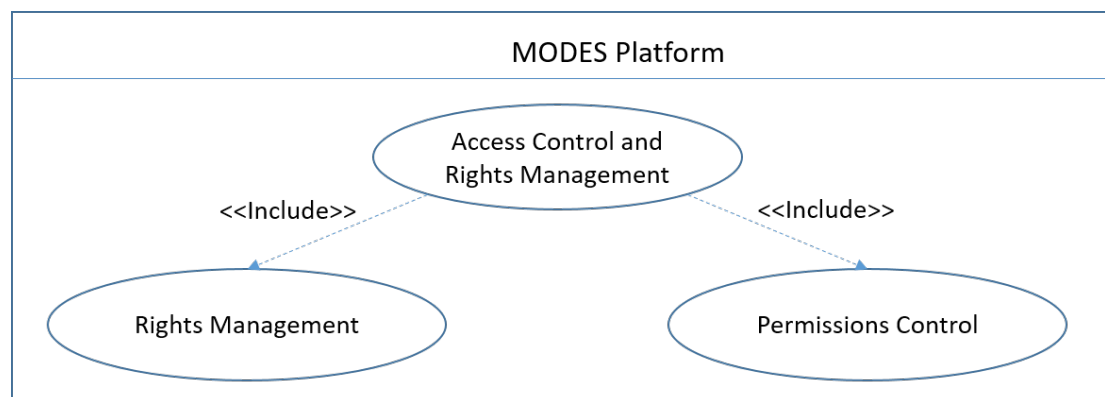 MODES Platform
Access Control and
Rights Management
<<Include>>
<<Include>>
Rights Management
Permissions Control